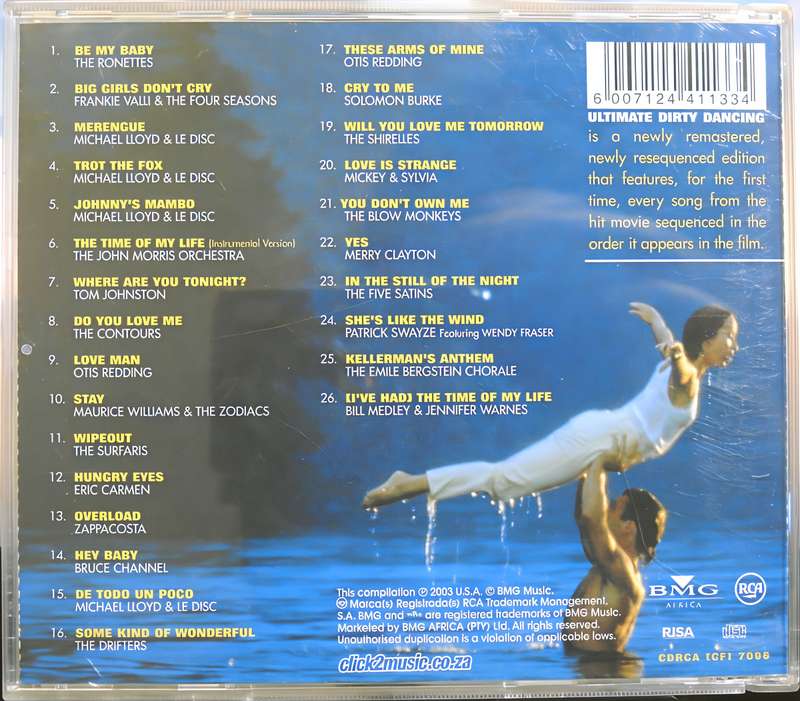 1. BE MY BABY
THE RONETTES
2. BIG GIRLS DON'T CRY
FRANKIE VALLI & THE FOUR SEASONS
3. MERENGUE
MICHAEL LLOYD & LE DISC
4. TROT THE FOX
MICHAEL LLOYD & LE DISC
5. JOHNNY'S MAMBO
MICHAEL LLOYD & LE DISC
6. THE TIME OF MY LIFE (Instrumental Version)
THE JOHN MORRIS ORCHESTRA
7. WHERE ARE YOU TONIGHT?
TOM JOHNSTON
8. DO YOU LOVE ME
THE CONTOURS
9. LOVE MAN
OTIS REDDING
10. STAY
MAURICE WILLIAMS & THE ZODIACS
11. WIPEOUT
THE SURFARIS
12. HUNGRY EYES
ERIC CARMEN
13. OVERLOAD
ZAPPACOSTA
14. HEY BABY
BRUCE CHANNEL
15. DE TODO UN POCO
MICHAEL LLOYD & LE DISC
16. SOME KIND OF WONDERFUL
THE DRIFTERS
17. THESE ARMS OF MINE
OTIS REDDING
18. CRY TO ME
SOLOMON BURKE
19. WILL YOU LOVE ME TOMORROW
THE SHIRELLES
20. LOVE IS STRANGE
MICKEY & SYLVIA
21. YOU DON'T OWN ME
THE BLOW MONKEYS
22. YES
MERRY CLAYTON
23. IN THE STILL OF THE NIGHT
THE FIVE SATINS
24. SHE'S LIKE THE WIND
PATRICK SWAYZE Featuring WENDY FRASER
25. KELLERMAN'S ANTHEM
THE EMILE BERGSTEIN CHORALE
26. (I'VE HAD) THE TIME OF MY LIFE
BILL MEDLEY & JENNIFER WARNES
6 007124 411334
ULTIMATE DIRTY DANCING
is a newly remastered,
newly resequenced edition
that features, for the first
time, every song from the
hit movie sequenced in the
order it appears in the film.
This compilation ℗ 2003 U.S.A. © BMG Music.
Marca(s) Registrada(s) RCA Trademark Management,
S.A. BMG and are registered trademarks of BMG Music.
Marketed by BMG AFRICA (PTY) Ltd. All rights reserved.
Unauthorised duplication is a violation of applicable laws.
click2music.co.za
BMG
AFRICA
RCA
RISA
disc
CDRCA (CF) 7098